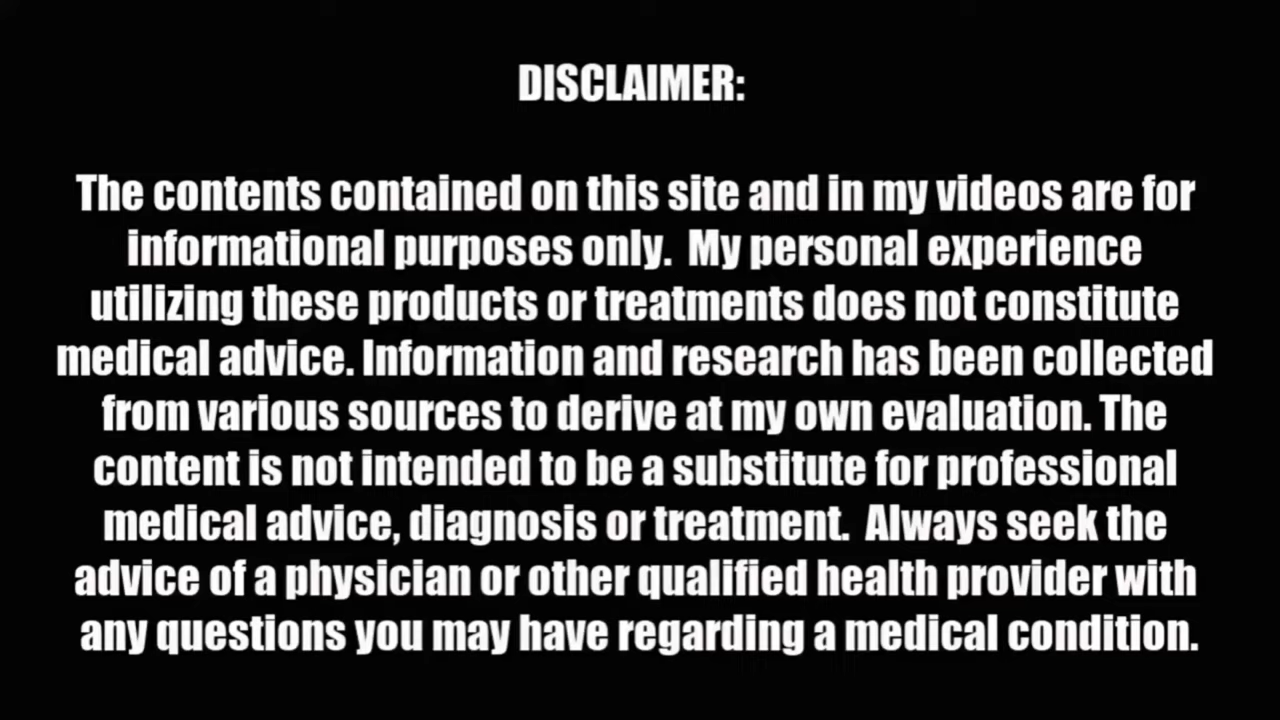 DISCLAIMER:
The contents contained on this site and in my videos are for
informational purposes only.  My personal experience
utilizing these products or treatments does not constitute
medical advice. Information and research has been collected
from various sources to derive at my own evaluation. The
content is not intended to be a substitute for professional
medical advice, diagnosis or treatment.  Always seek the
advice of a physician or other qualified health provider with
any questions you may have regarding a medical condition.